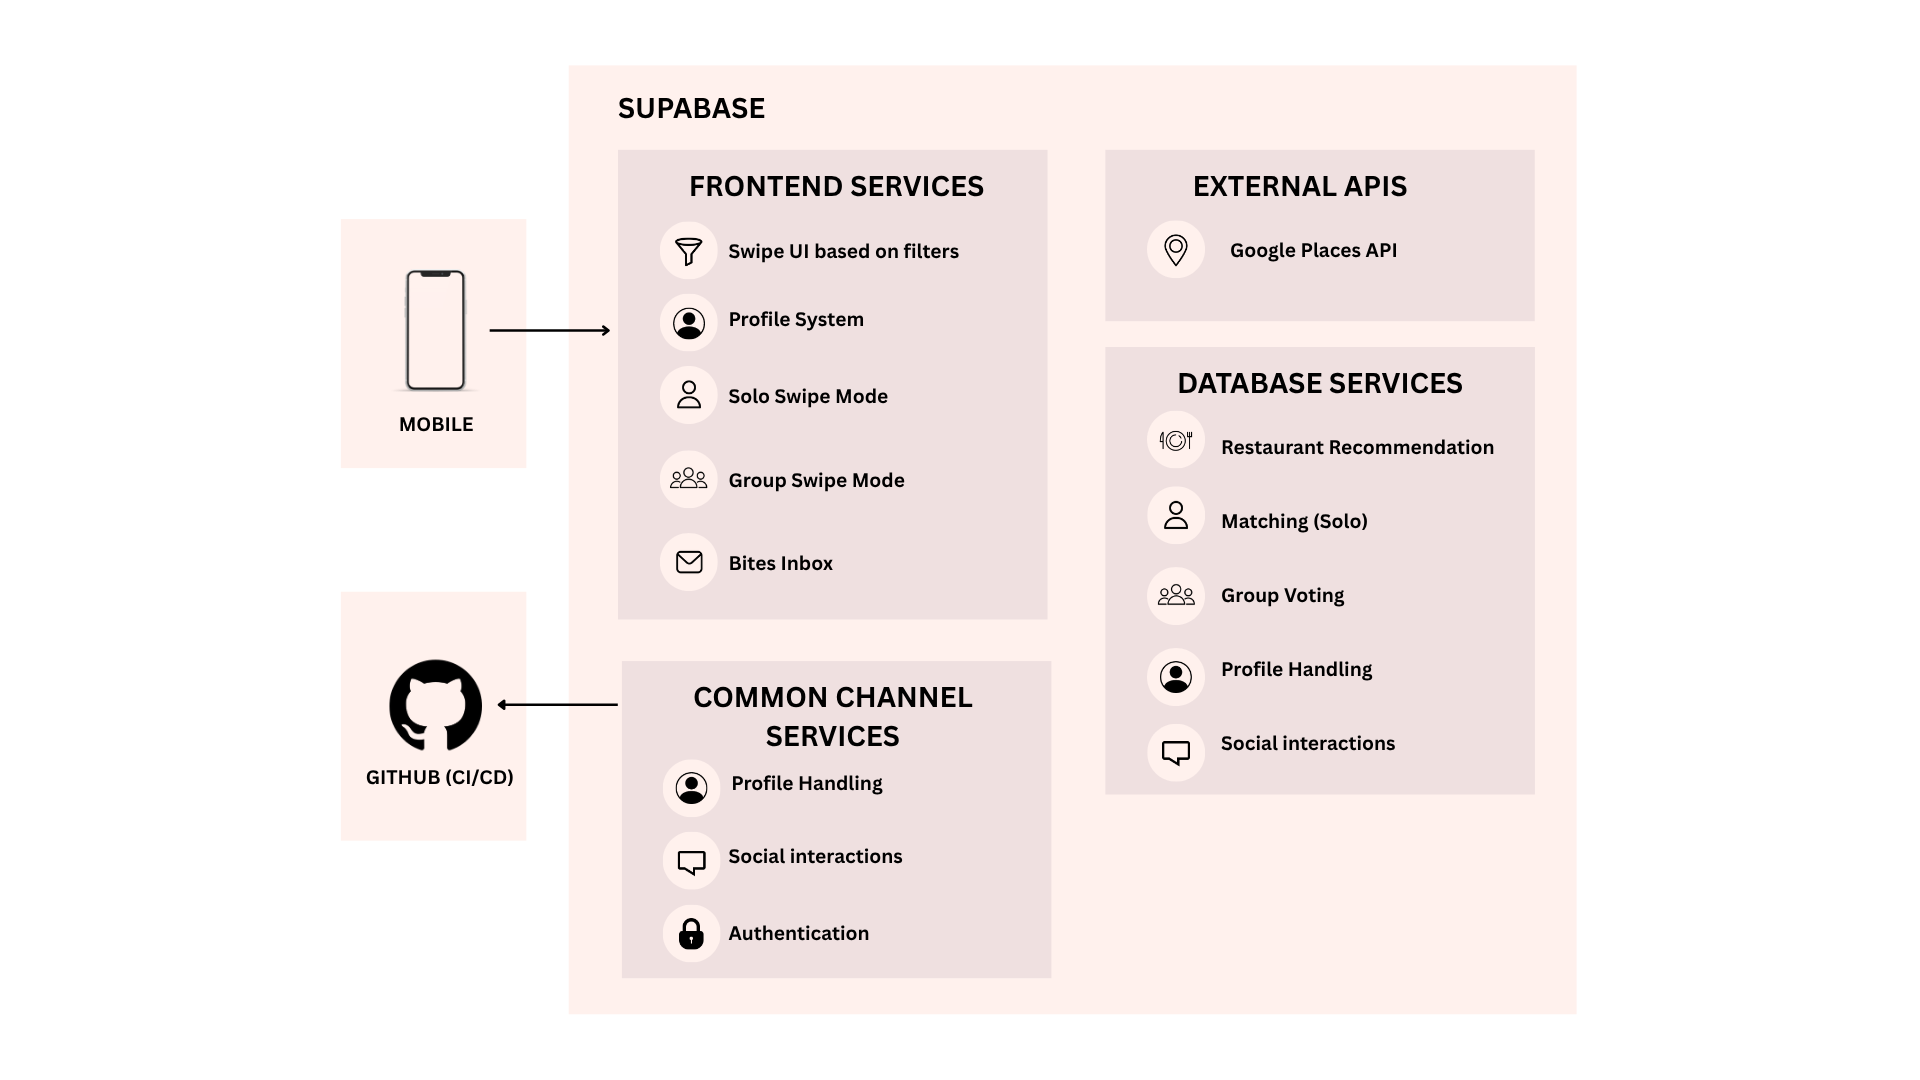 SUPABASE
FRONTEND SERVICES
Swipe UI based on filters
Profile System
Solo Swipe Mode
Group Swipe Mode
Bites Inbox
EXTERNAL APIS
Google Places API
DATABASE SERVICES
Restaurant Recommendation
Matching (Solo)
Group Voting
Profile Handling
Social interactions
COMMON CHANNEL
SERVICES
Profile Handling
Social interactions
Authentication
MOBILE
GITHUB (CI/CD)